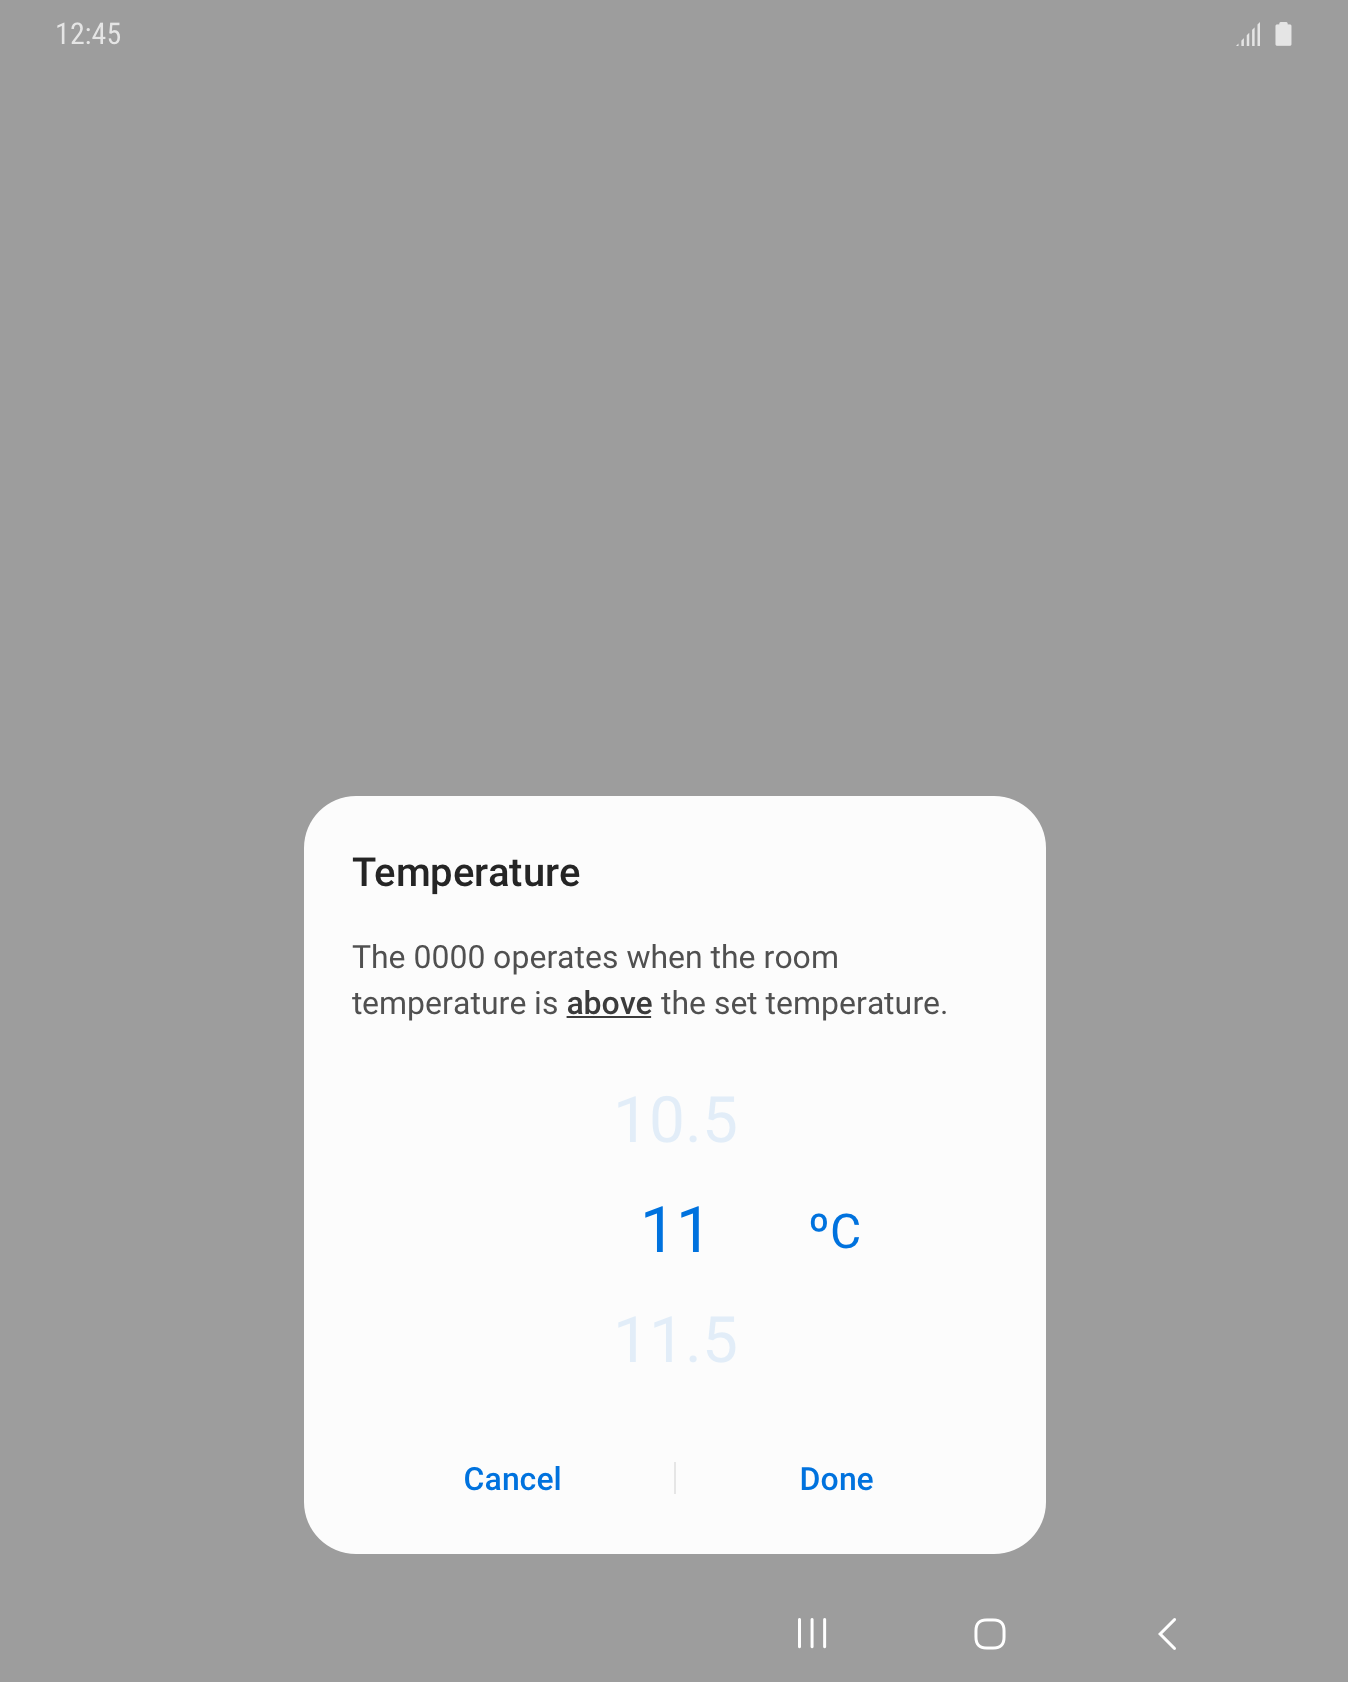 12:45
Temperature
The 0000 operates when the room
temperature is above the set temperature.
10.5
11 ºC
11.5
Cancel Done